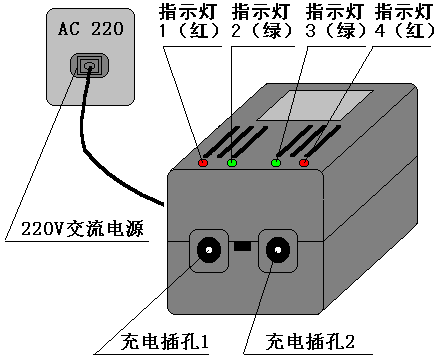 指示灯 指示灯 指示灯 指示灯
1（红） 2（绿） 3（绿） 4（红）
AC 220
220V交流电源
充电插孔1 充电插孔2